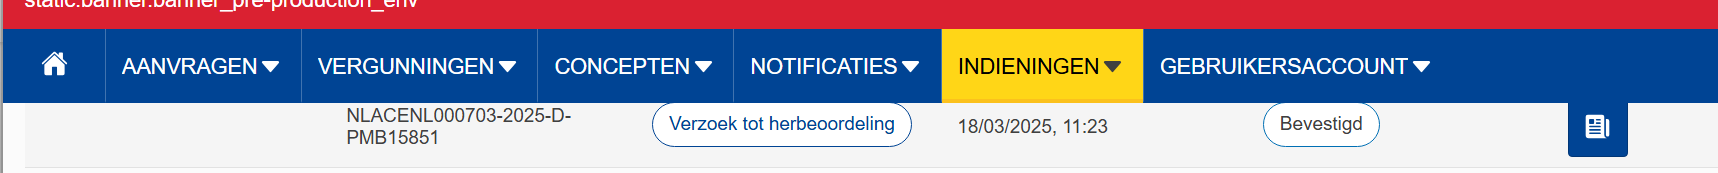 static.banner.banner_pre-production_env
AANVRAGEN VERGUNNINGEN CONCEPTEN NOTIFICATIES INDIENINGEN GEBRUIKERSACCOUNT
NLACENL000703-2025-D-
PMB15851
Verzoek tot herbeoordeling
18/03/2025, 11:23
Bevestigd